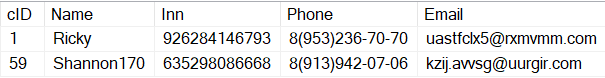 cID Name Inn Phone Email
1 Ricky 926284146793 8(953)236-70-70 uastfclx5@rxmvmm.com
59 Shannon170 635298086668 8(913)942-07-06 kzij.avvsg@uurgir.com